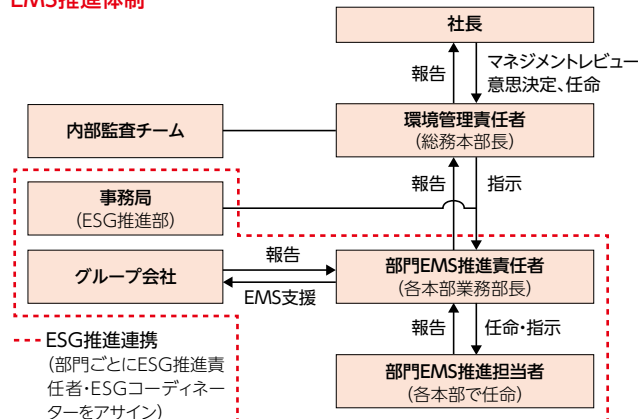 EMS推進体制
社長
報告
マネジメントレビュー
意思決定、任命
内部監査チーム
環境管理責任者
(総務本部長)
報告
指示
事務局
(ESG推進部)
グループ会社
報告
EMS支援
部門EMS推進責任者
(各本部業務部長)
報告
任命・指示
ESG推進連携
(部門ごとにESG推進責
任者・ESGコーディネー
ターをアサイン)
部門EMS推進担当者
(各本部で任命)